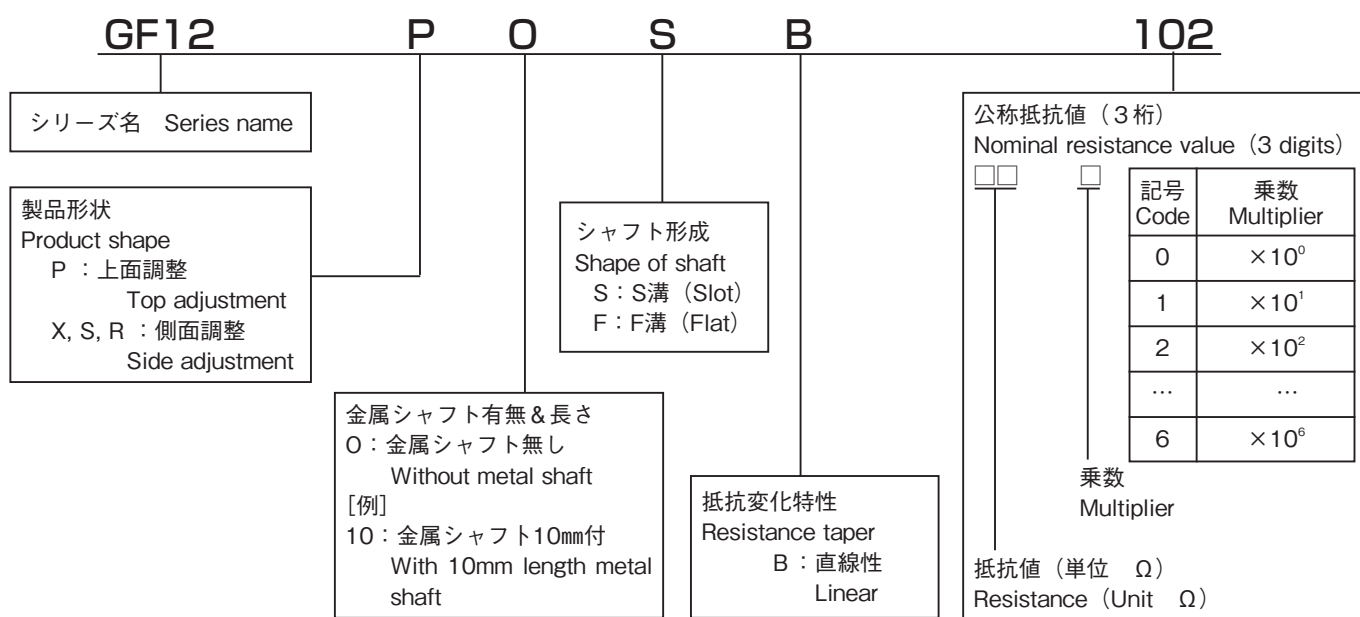 GF12 P O S B 102
シリーズ名 Series name
製品形状
Product shape
P ：上面調整
Top adjustment
X, S, R ：側面調整
Side adjustment
金属シャフト有無＆長さ
O：金属シャフト無し
Without metal shaft
[例]
10：金属シャフト10㎜付
With 10mm length metal
shaft
シャフト形成
Shape of shaft
S：S溝（Slot）
F：F溝（Flat）
抵抗変化特性
Resistance taper
B：直線性
Linear
公称抵抗値（３桁）
Nominal resistance value（3 digits）
□□ □
記号 乗数
Code Multiplier
0 ×10⁰
1 ×10¹
2 ×10²
… …
6 ×10⁶
乗数
Multiplier
抵抗値（単位 Ω）
Resistance（Unit Ω）